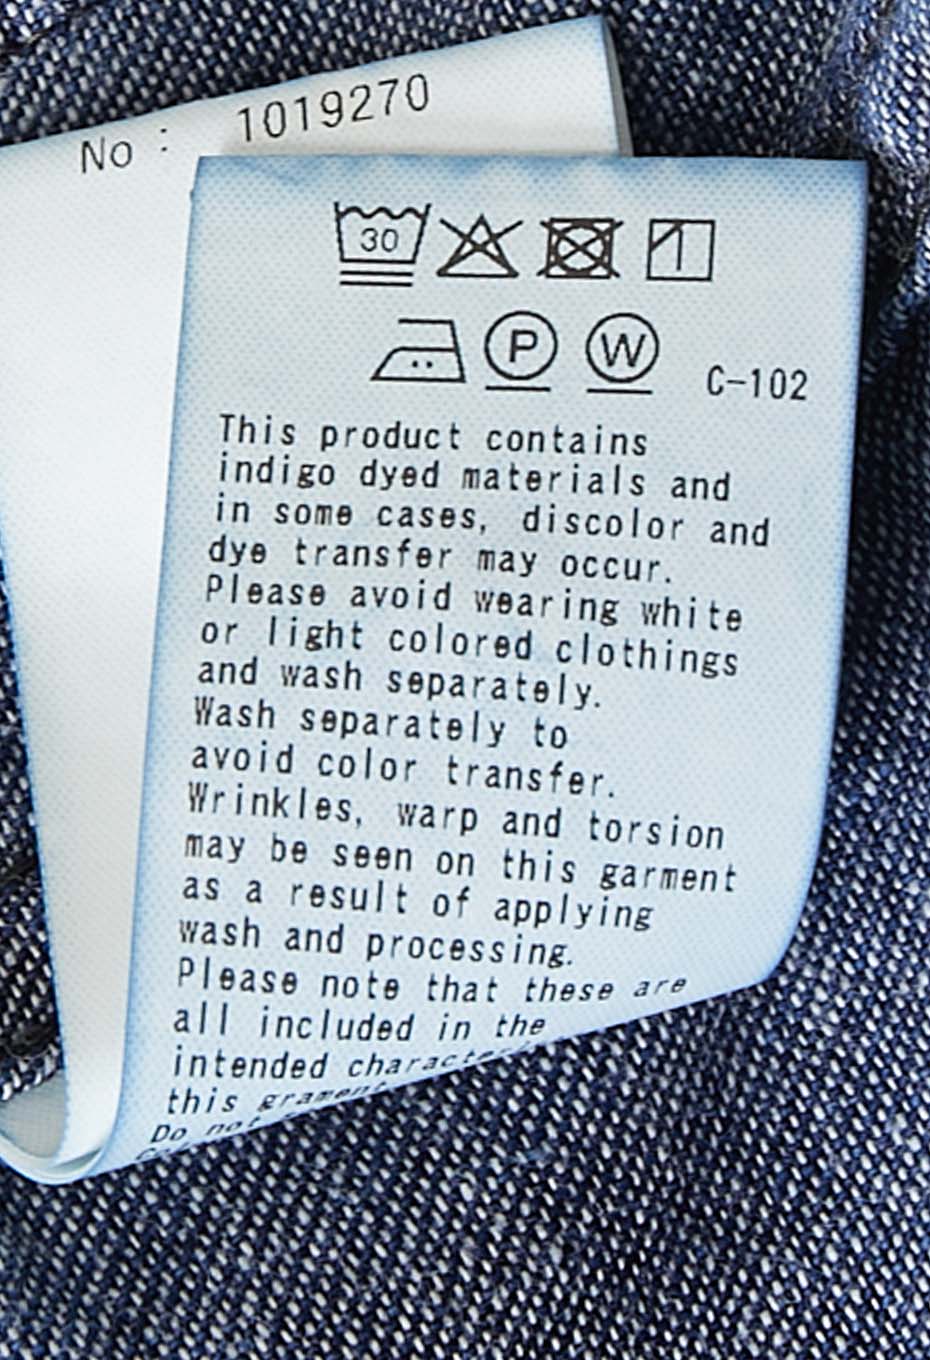 No : 1019270
30
P W C-102
This product contains
indigo dyed materials and
in some cases, discolor and
dye transfer may occur.
Please avoid wearing white
or light colored clothings
and wash separately.
Wash separately to
avoid color transfer.
Wrinkles, warp and torsion
may be seen on this garment
as a result of applying
wash and processing.
Please note that these are
all included in the
intended
this grament
Do not